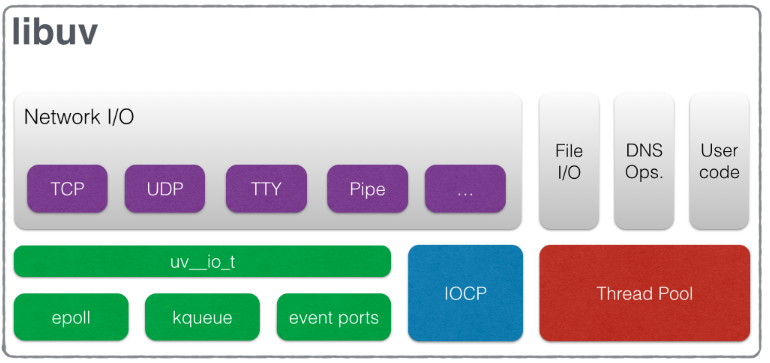 libuv
Network I/O
TCP
UDP
TTY
Pipe
...
File
I/O
DNS
Ops.
User
code
uv__io_t
epoll
kqueue
event ports
IOCP
Thread Pool